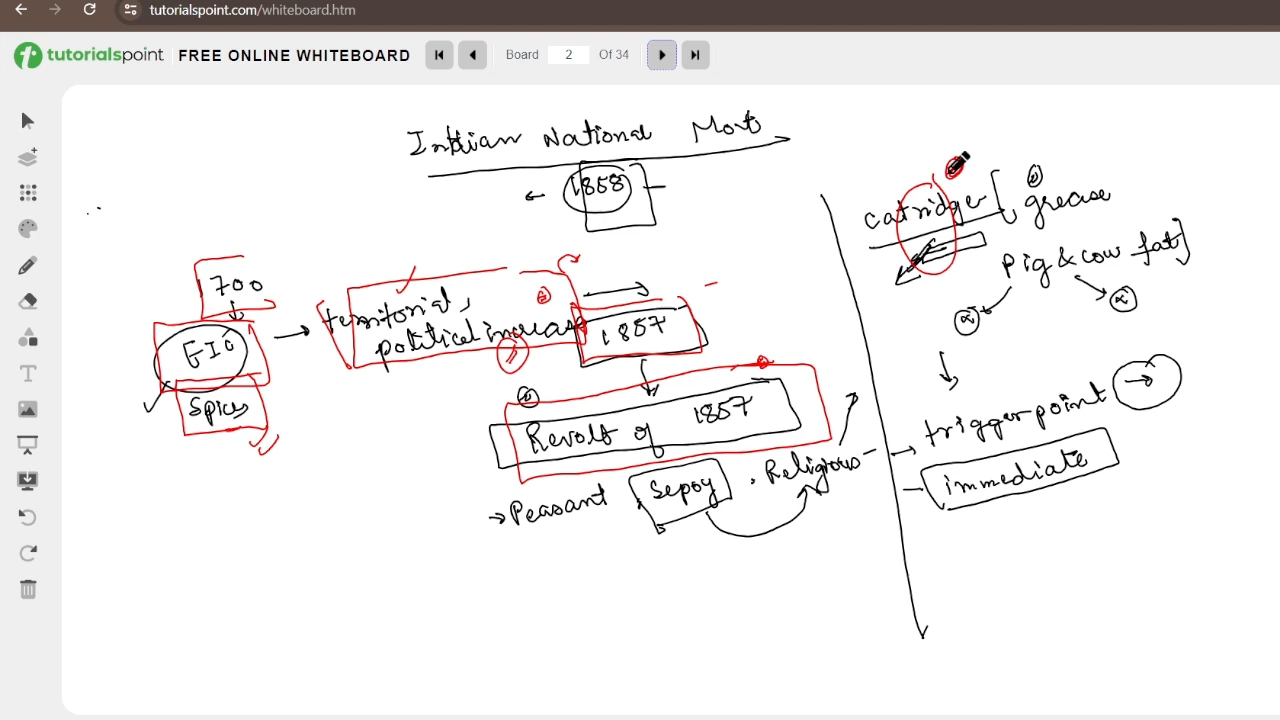 tutorialspoint.com/whiteboard.htm
tutorialspoint FREE ONLINE WHITEBOARD Board 2 Of 34
Indian National Movt
1858
1700
EIC
Spices
territorial,
political increase
1857
Revolt of 1857
Peasant . Sepoy . Religious
Catridge grease
Pig & cow fat
trigger point
immediate